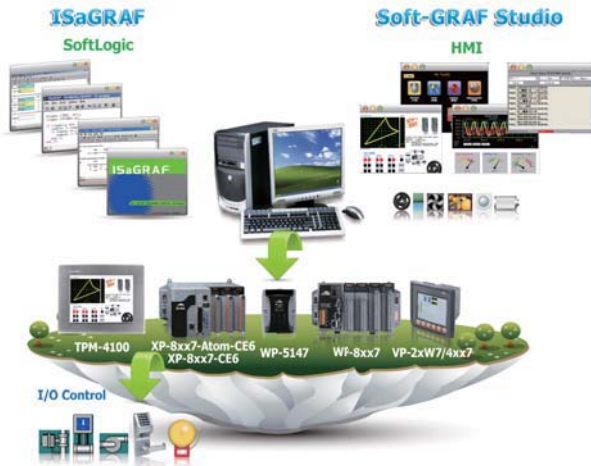 ISaGRAF
SoftLogic
Soft-GRAF Studio
HMI
ISaGRAF
TPM-4100
XP-8xx7-Atom-CE6
XP-8xx7-CE6
WP-5147
WP-8xx7
VP-2xW7/4xx7
I/O Control